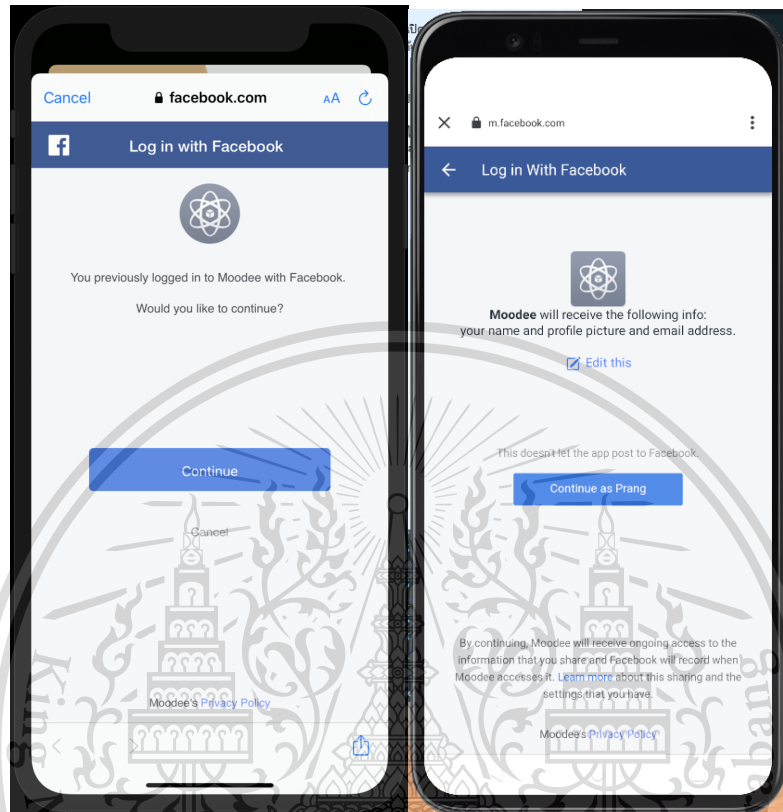 Cancel
facebook.com
AA
Log in with Facebook
You previously logged in to Moodee with Facebook.
Would you like to continue?
Continue
Cancel
Moodee's Privacy Policy
m.facebook.com
Log in With Facebook
Moodee will receive the following info:
your name and profile picture and email address.
Edit this
This doesn't let the app post to Facebook.
Continue as Prang
By continuing, Moodee will receive ongoing access to the
information that you share and Facebook will record when
Moodee accesses it. Learn more about this sharing and the
settings that you have.
Moodee's Privacy Policy
King